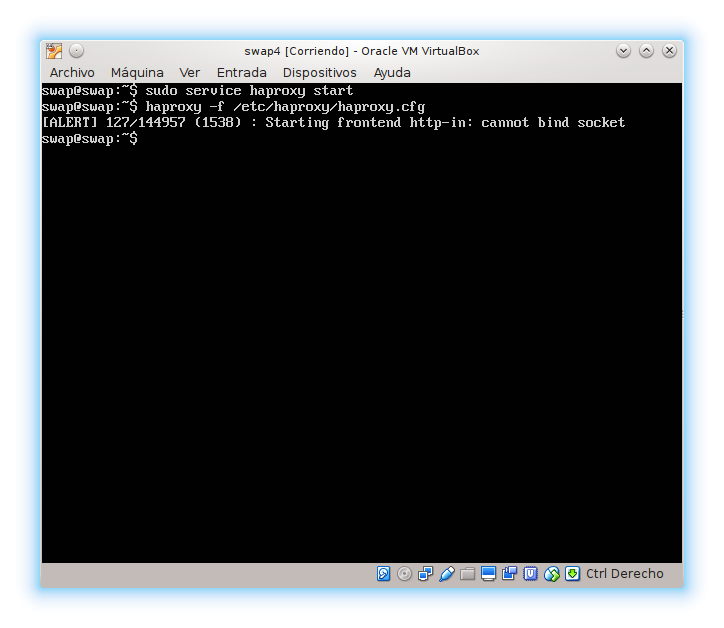 swap4 [Corriendo] - Oracle VM VirtualBox
Archivo Máquina Ver Entrada Dispositivos Ayuda
swap@swap:~$ sudo service haproxy start
swap@swap:~$ haproxy -f /etc/haproxy/haproxy.cfg
[ALERT] 127/144957 (1538) : Starting frontend http-in: cannot bind socket
swap@swap:~$
Ctrl Derecho